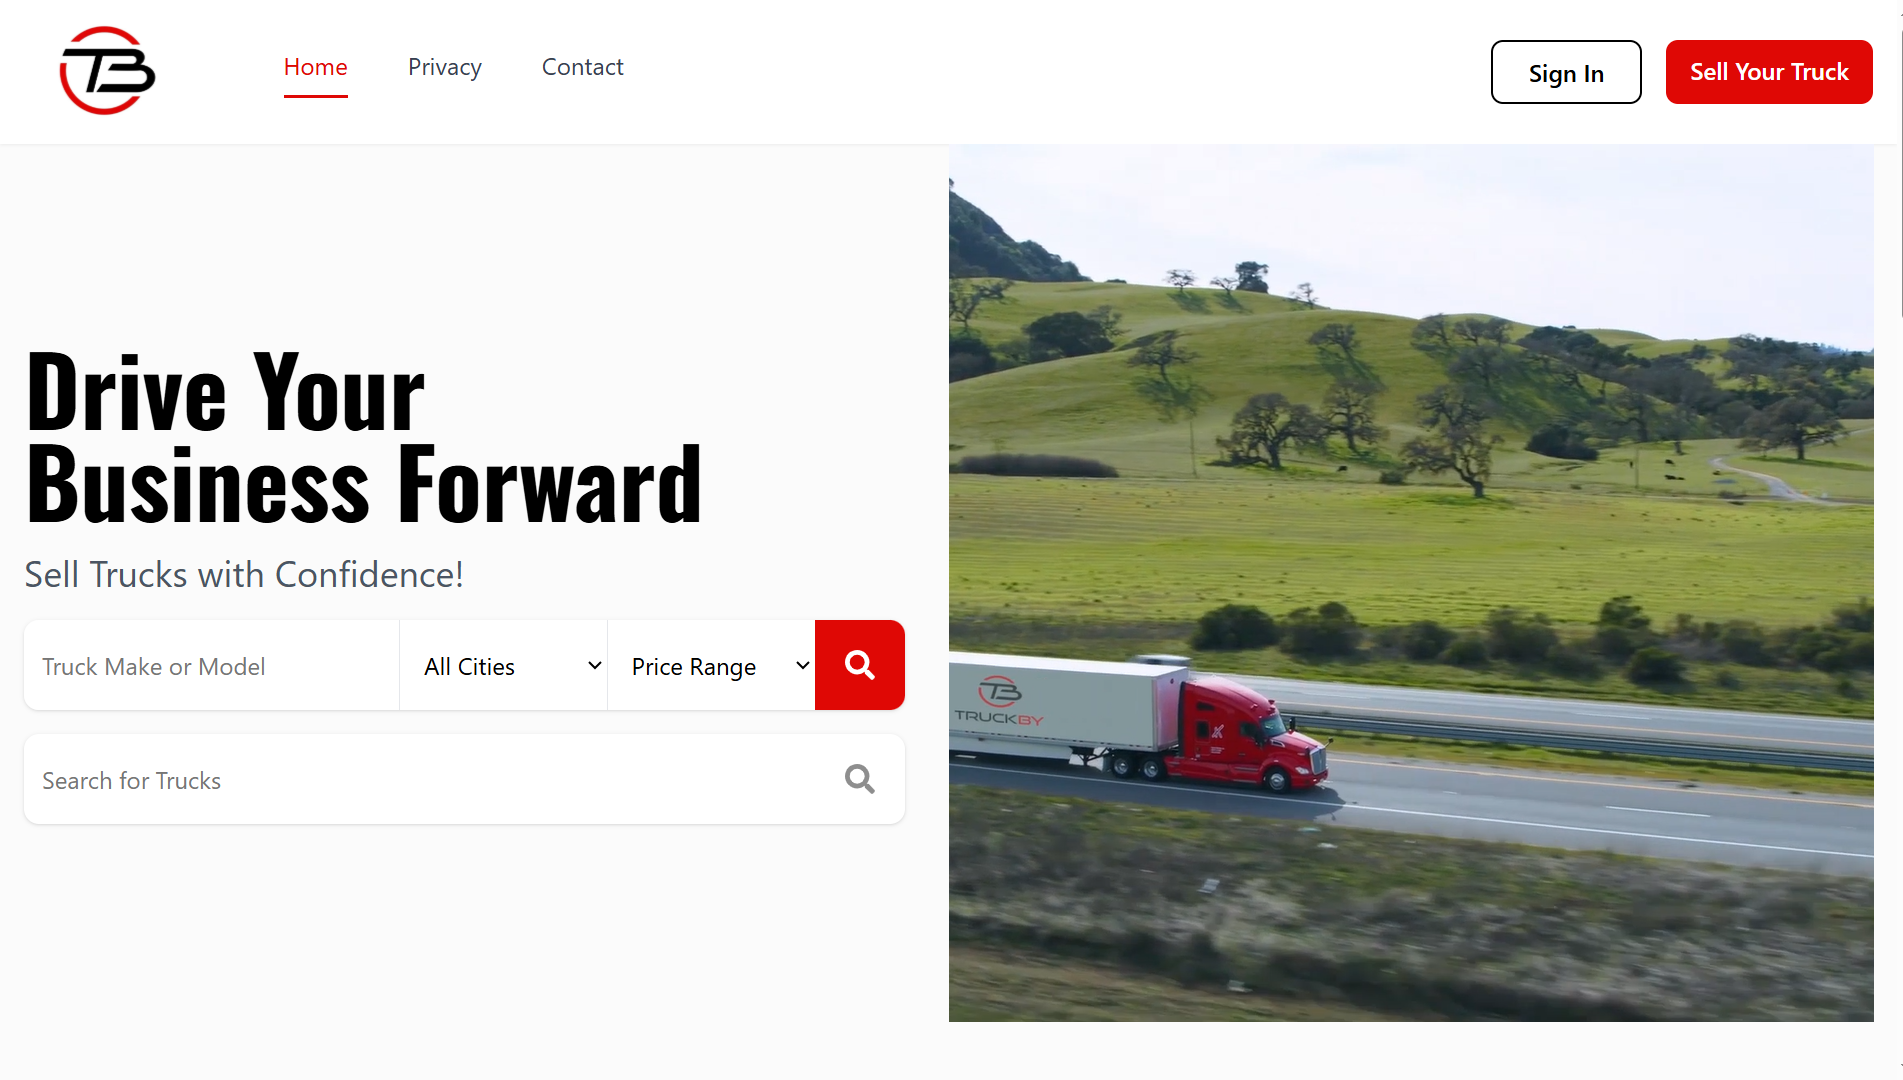 TB
Home
Privacy
Contact
Sign In
Sell Your Truck
Drive Your
Business Forward
Sell Trucks with Confidence!
Truck Make or Model
All Cities
Price Range
Search for Trucks
TB
TRUCKBY